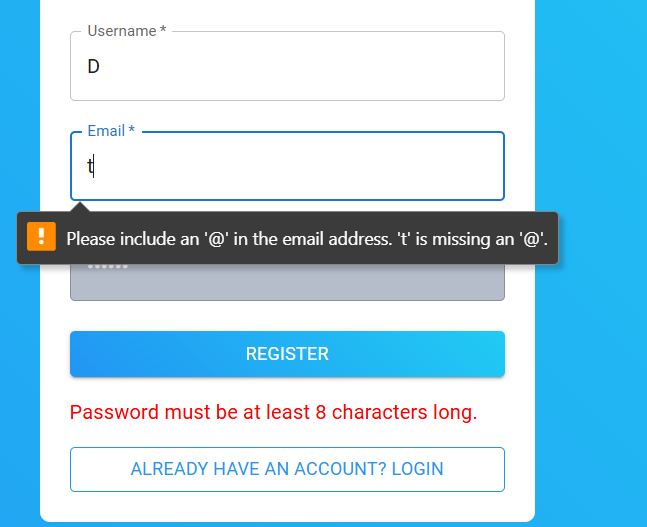 Username *
D
Email *
t
Please include an '@' in the email address. 't' is missing an '@'.
REGISTER
Password must be at least 8 characters long.
ALREADY HAVE AN ACCOUNT? LOGIN